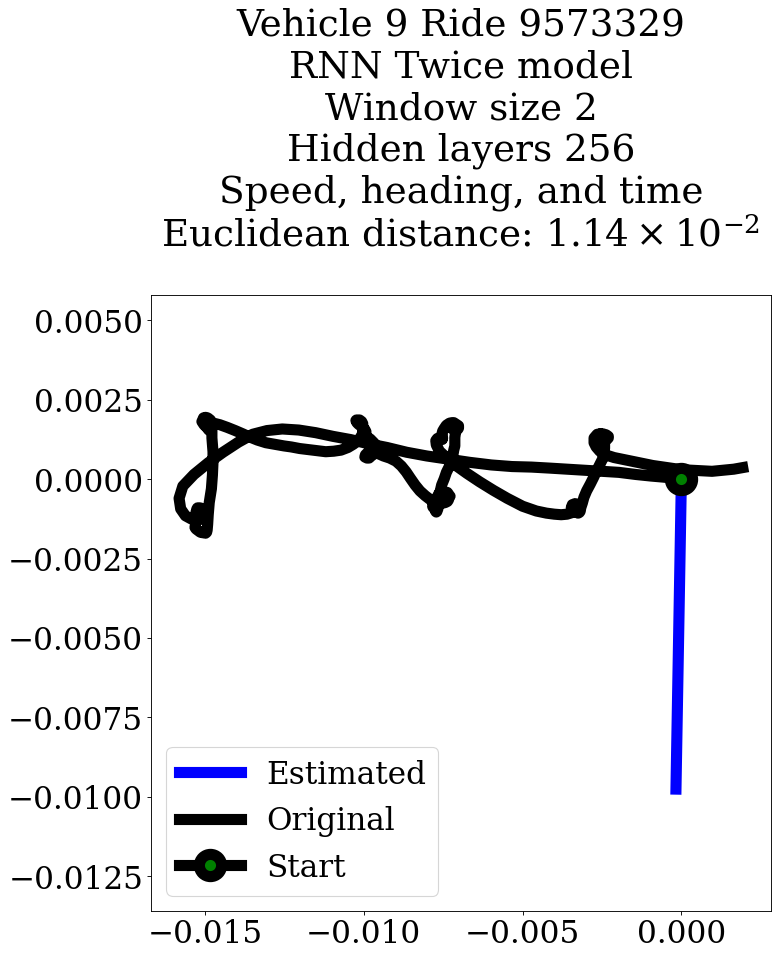 Vehicle 9 Ride 9573329
RNN Twice model
Window size 2
Hidden layers 256
Speed, heading, and time
Euclidean distance: 1.14 × 10⁻²
0.0050
0.0025
0.0000
−0.0025
−0.0050
−0.0075
−0.0100
−0.0125
Estimated
Original
Start
−0.015 −0.010 −0.005 0.000